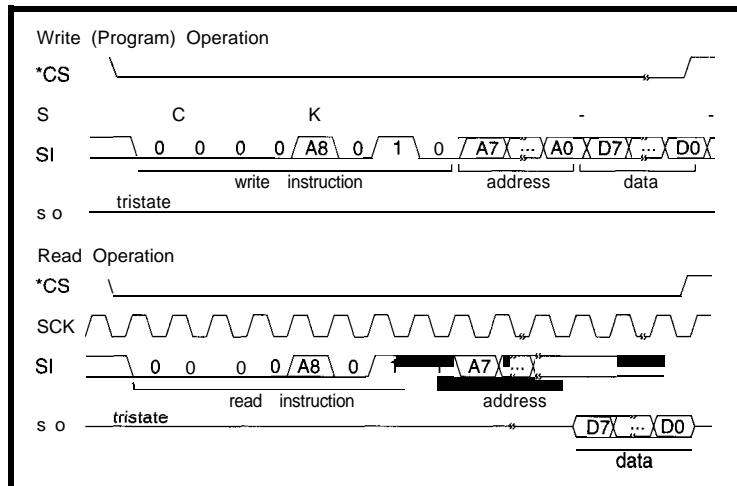 Write (Program) Operation
*CS
S C K - -
SI 0 0 0 0 A8 0 1 0 A7 ... A0 D7 ... D0
write instruction address data
s o tristate
Read Operation
*CS
SCK
SI 0 0 0 0 A8 0 A7 ...
read instruction address
s o tristate D7 ... D0
data